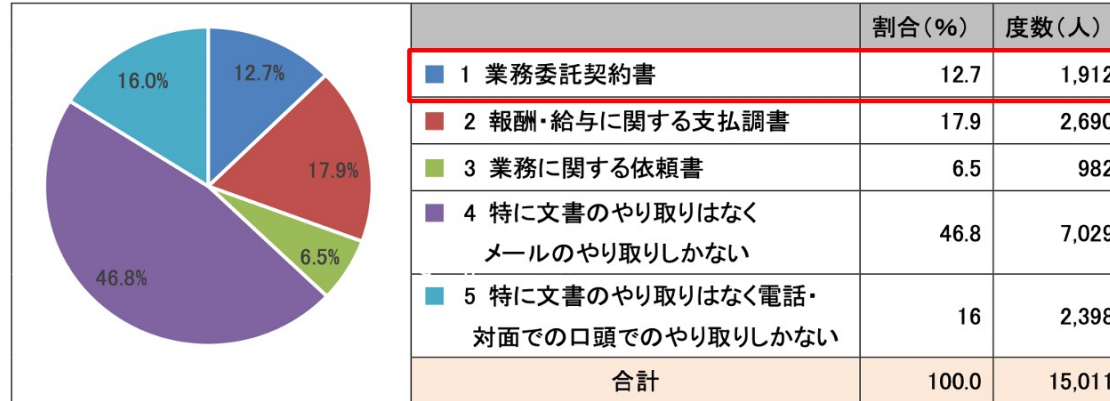 12.7%
16.0%
17.9%
6.5%
46.8%
割合(%) 度数(人)
1 業務委託契約書 12.7 1,912
2 報酬・給与に関する支払調書 17.9 2,690
3 業務に関する依頼書 6.5 982
4 特に文書のやり取りはなく
メールのやり取りしかない 46.8 7,029
5 特に文書のやり取りはなく電話・
対面での口頭でのやり取りしかない 16 2,398
合計 100.0 15,011